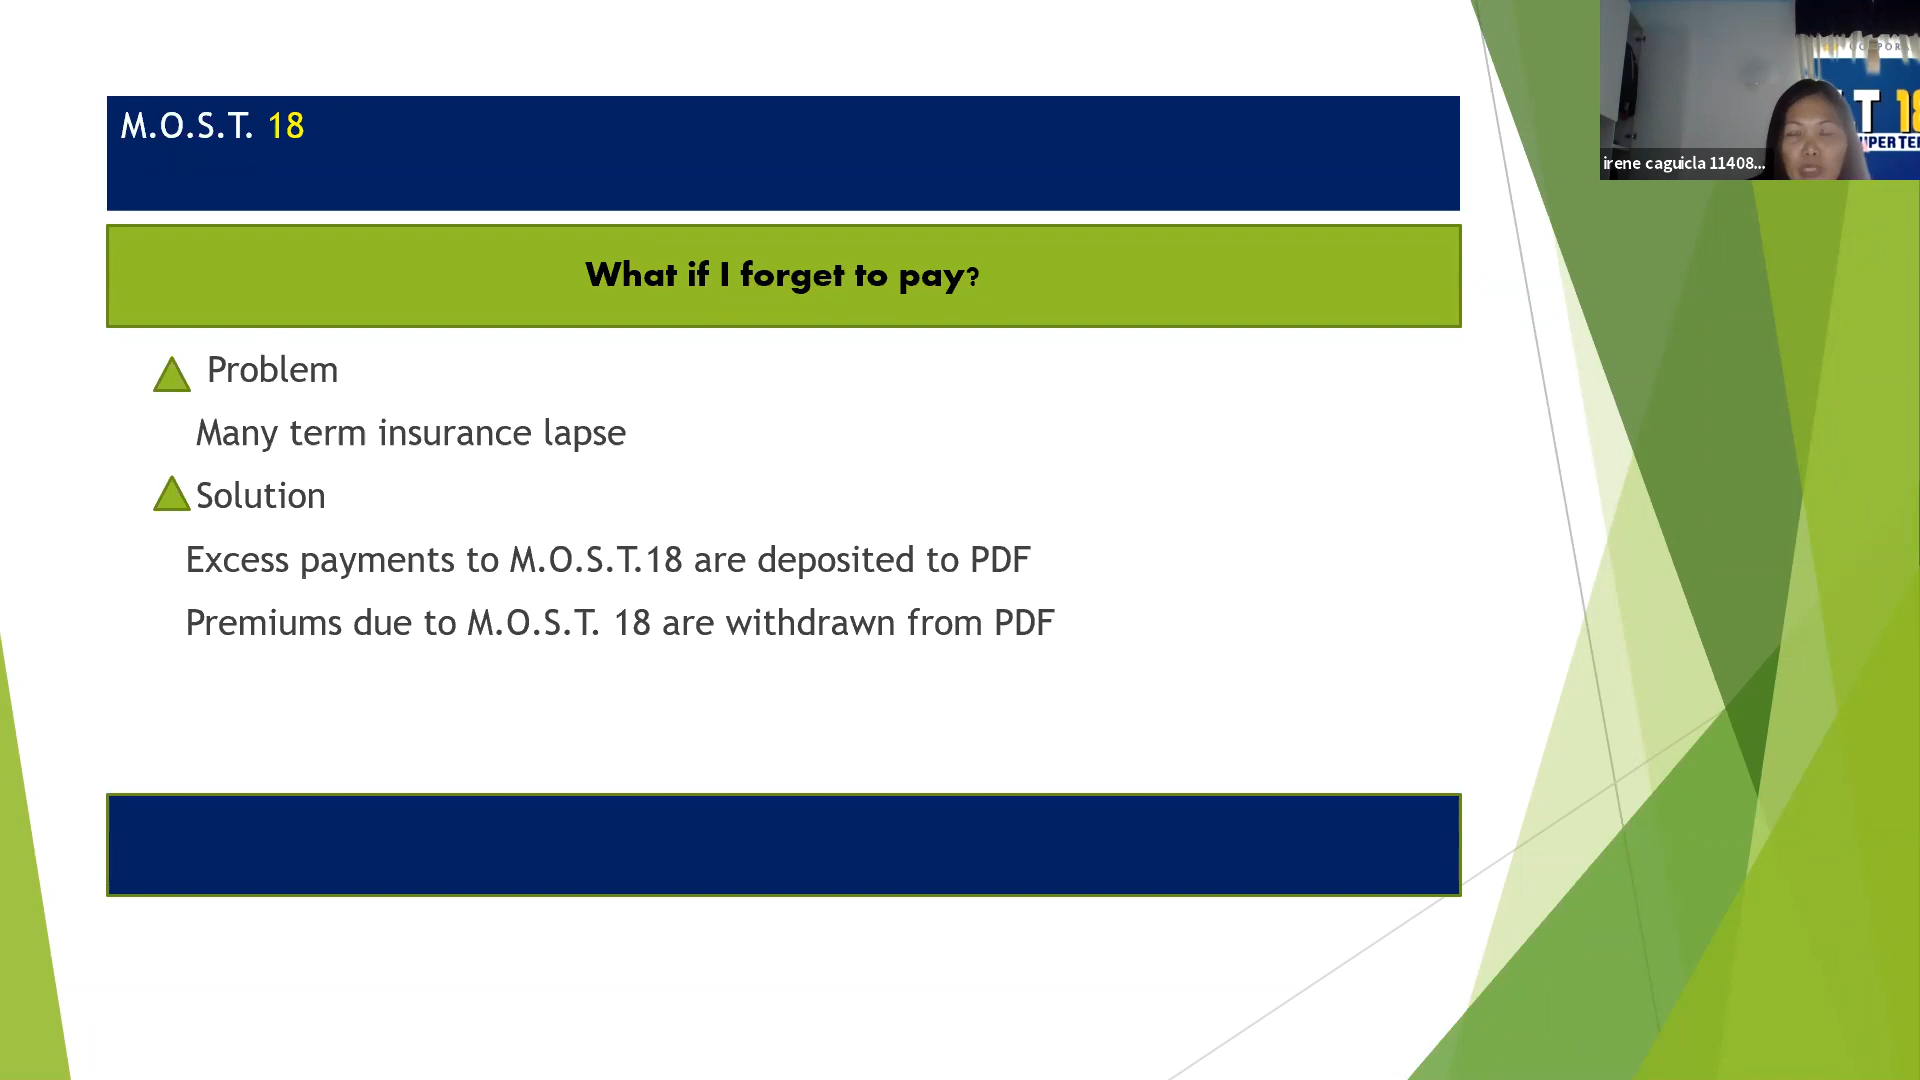 M.O.S.T. 18
What if I forget to pay?
Problem
Many term insurance lapse
Solution
Excess payments to M.O.S.T.18 are deposited to PDF
Premiums due to M.O.S.T. 18 are withdrawn from PDF
T 18
irene caguicla 11408...